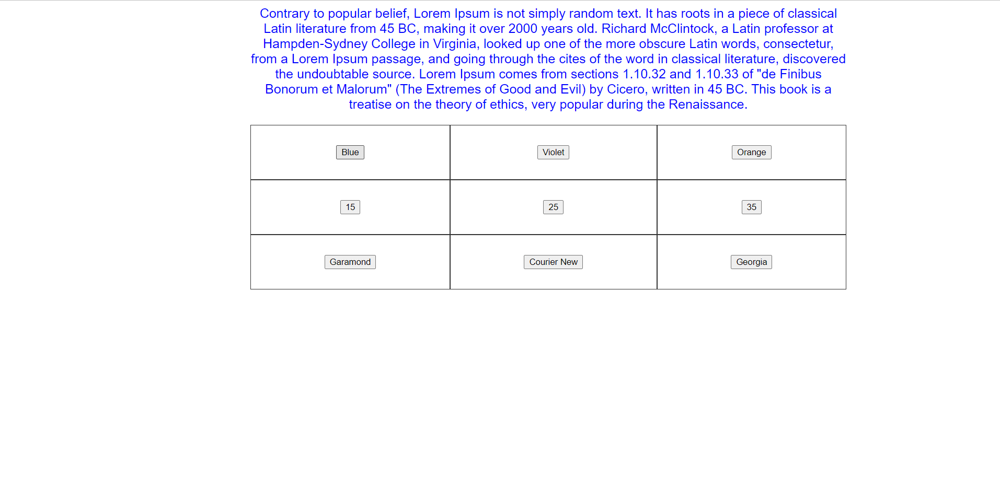 Contrary to popular belief, Lorem Ipsum is not simply random text. It has roots in a piece of classical
Latin literature from 45 BC, making it over 2000 years old. Richard McClintock, a Latin professor at
Hampden-Sydney College in Virginia, looked up one of the more obscure Latin words, consectetur,
from a Lorem Ipsum passage, and going through the cites of the word in classical literature, discovered
the undoubtable source. Lorem Ipsum comes from sections 1.10.32 and 1.10.33 of "de Finibus
Bonorum et Malorum" (The Extremes of Good and Evil) by Cicero, written in 45 BC. This book is a
treatise on the theory of ethics, very popular during the Renaissance.
Blue Violet Orange
15 25 35
Garamond Courier New Georgia